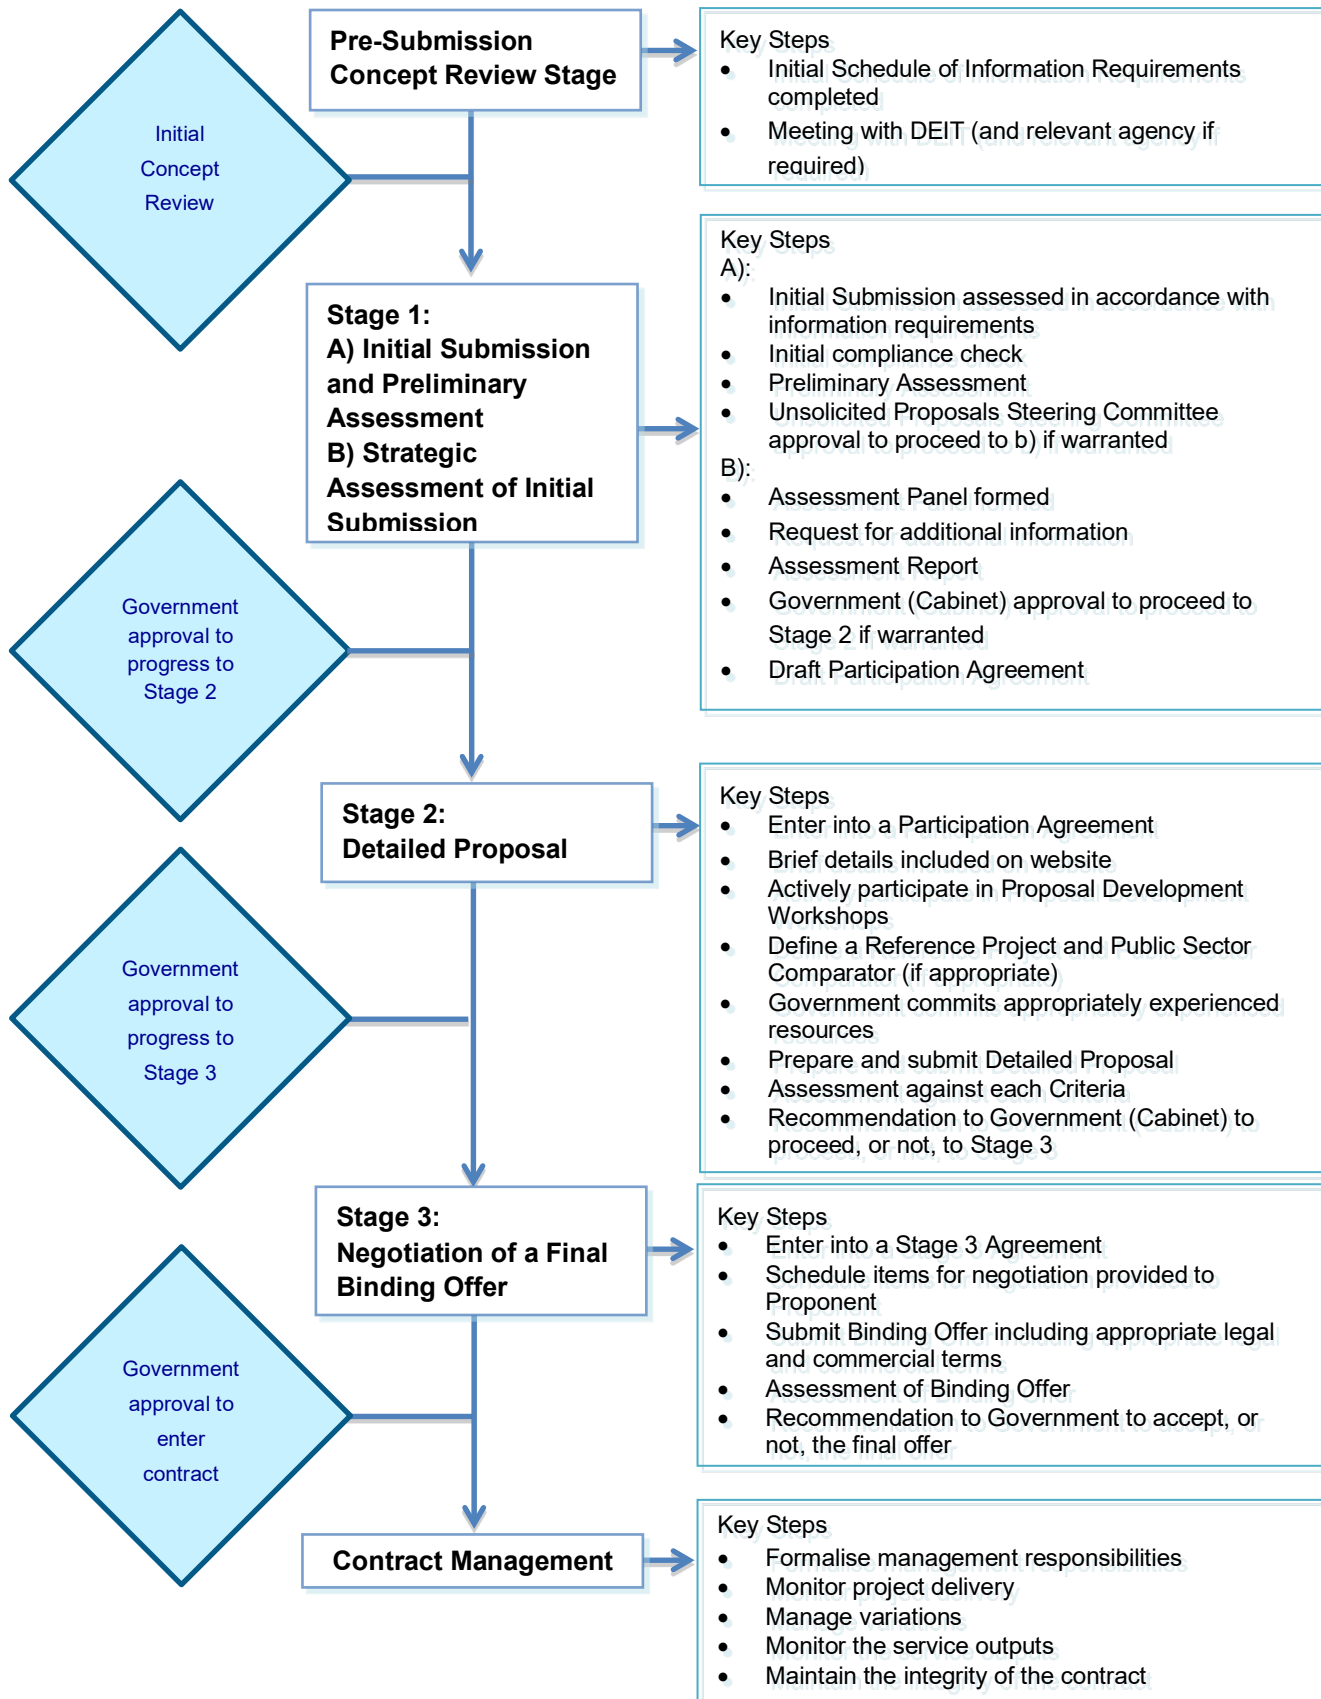 Pre-Submission
Concept Review Stage
Key Steps
• Initial Schedule of Information Requirements
completed
• Meeting with DEIT (and relevant agency if
required)
Initial
Concept
Review
Stage 1:
A) Initial Submission
and Preliminary
Assessment
B) Strategic
Assessment of Initial
Submission
Key Steps
A):
• Initial Submission assessed in accordance with
information requirements
• Initial compliance check
• Preliminary Assessment
• Unsolicited Proposals Steering Committee
approval to proceed to b) if warranted
B):
• Assessment Panel formed
• Request for additional information
• Assessment Report
• Government (Cabinet) approval to proceed to
Stage 2 if warranted
• Draft Participation Agreement
Government
approval to
progress to
Stage 2
Stage 2:
Detailed Proposal
Key Steps
• Enter into a Participation Agreement
• Brief details included on website
• Actively participate in Proposal Development
Workshops
• Define a Reference Project and Public Sector
Comparator (if appropriate)
• Government commits appropriately experienced
resources
• Prepare and submit Detailed Proposal
• Assessment against each Criteria
• Recommendation to Government (Cabinet) to
proceed, or not, to Stage 3
Government
approval to
progress to
Stage 3
Stage 3:
Negotiation of a Final
Binding Offer
Key Steps
• Enter into a Stage 3 Agreement
• Schedule items for negotiation provided to
Proponent
• Submit Binding Offer including appropriate legal
and commercial terms
• Assessment of Binding Offer
• Recommendation to Government to accept, or
not, the final offer
Government
approval to
enter
contract
Contract Management
Key Steps
• Formalise management responsibilities
• Monitor project delivery
• Manage variations
• Monitor the service outputs
• Maintain the integrity of the contract